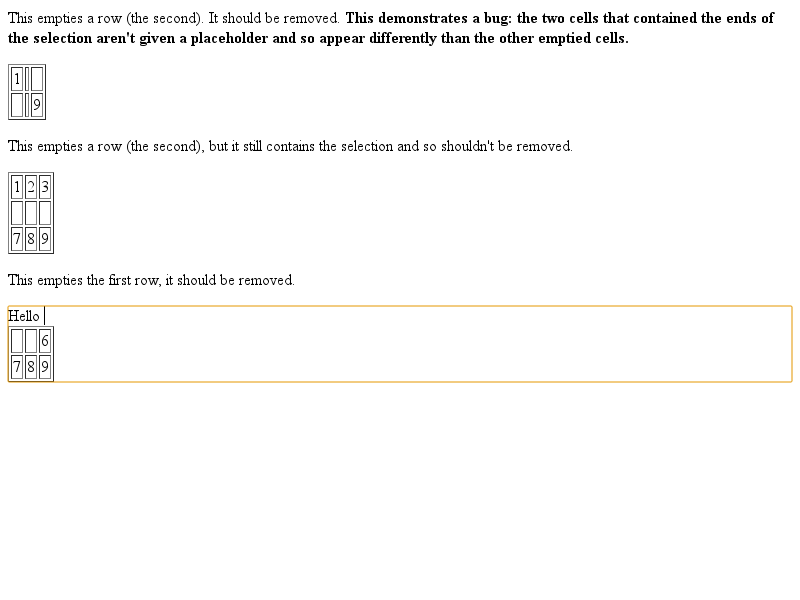 This empties a row (the second). It should be removed. This demonstrates a bug: the two cells that contained the ends of
the selection aren't given a placeholder and so appear differently than the other emptied cells.
1
9
This empties a row (the second), but it still contains the selection and so shouldn't be removed.
1 2 3
7 8 9
This empties the first row, it should be removed.
Hello
6
7 8 9